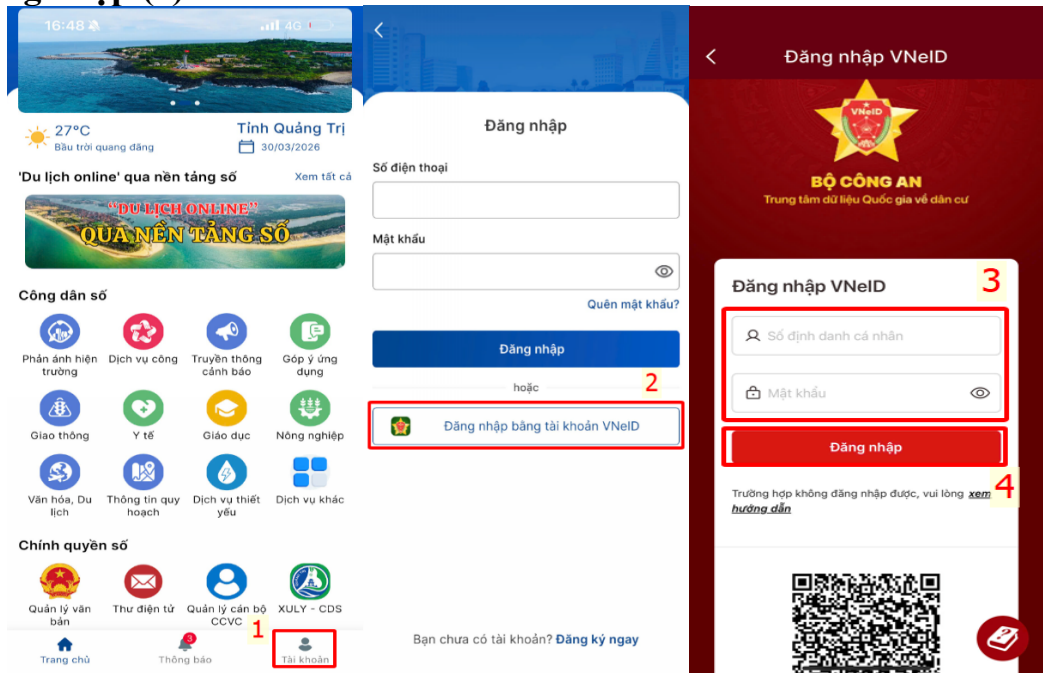 16:48
4G
27°C
Bầu trời quang đãng
Tỉnh Quảng Trị
30/03/2026
'Du lịch online' qua nền tảng số
Xem tất cả
"DU LỊCH ONLINE"
QUA NỀN TẢNG SỐ
Công dân số
Phản ánh hiện trường
Dịch vụ công
Truyền thông cảnh báo
Góp ý ứng dụng
Giao thông
Y tế
Giáo dục
Nông nghiệp
Văn hóa, Du lịch
Thông tin quy hoạch
Dịch vụ thiết yếu
Dịch vụ khác
Chính quyền số
Quản lý văn bản
Thư điện tử
Quản lý cán bộ CCVC
XULY - CDS
1
Trang chủ
3
Thông báo
Tài khoản
Đăng nhập
Số điện thoại
Mật khẩu
Quên mật khẩu?
Đăng nhập
hoặc
2
Đăng nhập bằng tài khoản VNeID
Bạn chưa có tài khoản? Đăng ký ngay
Đăng nhập VNeID
VNeID
BỘ CÔNG AN
Trung tâm dữ liệu Quốc gia về dân cư
3
Đăng nhập VNeID
Số định danh cá nhân
Mật khẩu
Đăng nhập
4
Trường hợp không đăng nhập được, vui lòng xem
hướng dẫn